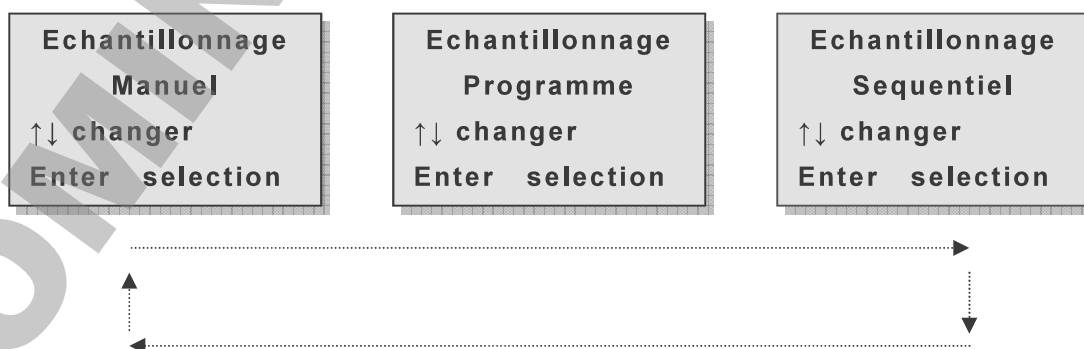 Echantillonnage
Manuel
↑↓ changer
Enter selection
Echantillonnage
Programme
↑↓ changer
Enter selection
Echantillonnage
Sequentiel
↑↓ changer
Enter selection